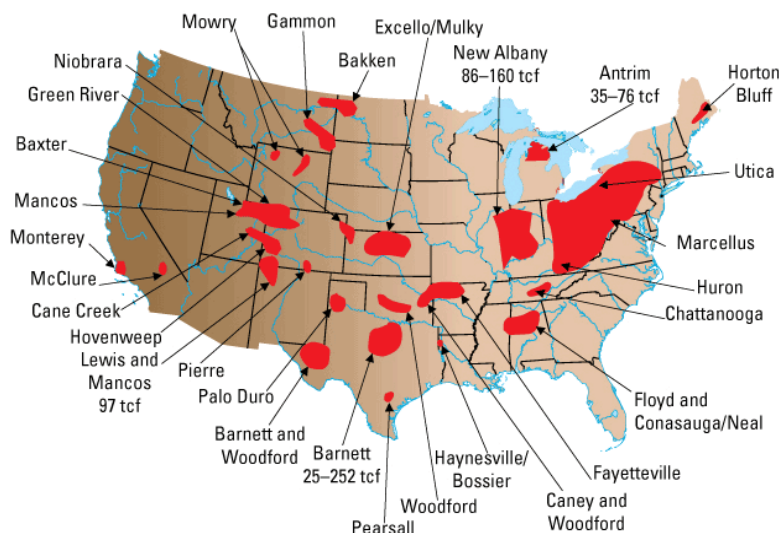 Mowry
Gammon
Excello/Mulky
Niobrara
Bakken
New Albany
86–160 tcf
Antrim
35–76 tcf
Horton
Bluff
Green River
Baxter
Utica
Mancos
Marcellus
Monterey
McClure
Huron
Cane Creek
Chattanooga
Hovenweep
Lewis and
Mancos
97 tcf
Pierre
Palo Duro
Floyd and
Conasauga/Neal
Barnett and
Woodford
Barnett
25–252 tcf
Haynesville/
Bossier
Fayetteville
Woodford
Caney and
Woodford
Pearsall